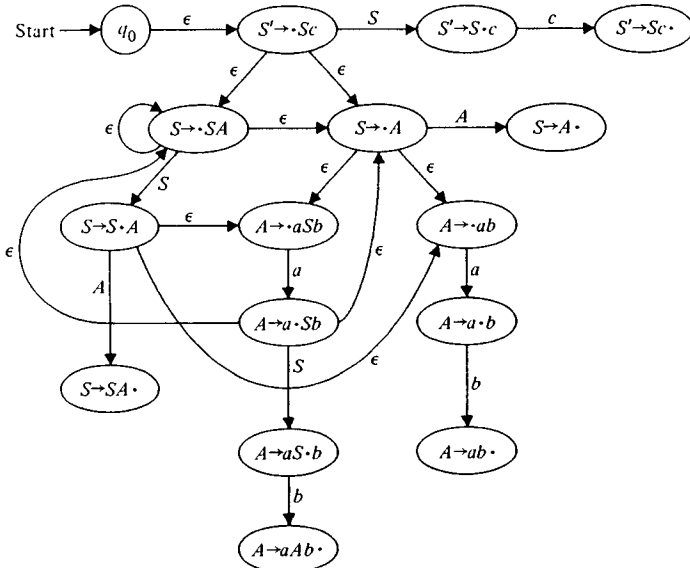 Start q0 ϵ S′→·Sc S S′→S·c c S′→Sc·
ϵ ϵ
ϵ S→·SA ϵ S→·A A S→A·
S ϵ ϵ
S→S·A ϵ A→·aSb A→·ab
ϵ A a ϵ a
A→a·Sb A→a·b
S ϵ b
S→SA·
A→aS·b A→ab·
b
A→aAb·